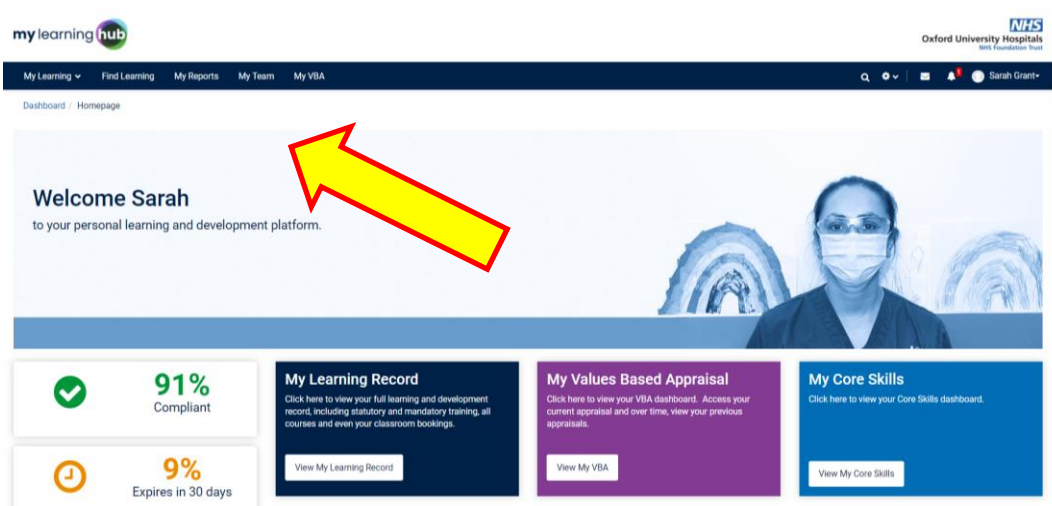 my learning hub
NHS
Oxford University Hospitals
NHS Foundation Trust
My Learning Find Learning My Reports My Team My VBA
1
Sarah Grant
Dashboard / Homepage
Welcome Sarah
to your personal learning and development platform.
91%
Compliant
9%
Expires in 30 days
My Learning Record
Click here to view your full learning and development
record, including statutory and mandatory training, all
courses and even your classroom bookings.
View My Learning Record
My Values Based Appraisal
Click here to view your VBA dashboard. Access your
current appraisal and over time, view your previous
appraisals.
View My VBA
My Core Skills
Click here to view your Core Skills dashboard.
View My Core Skills